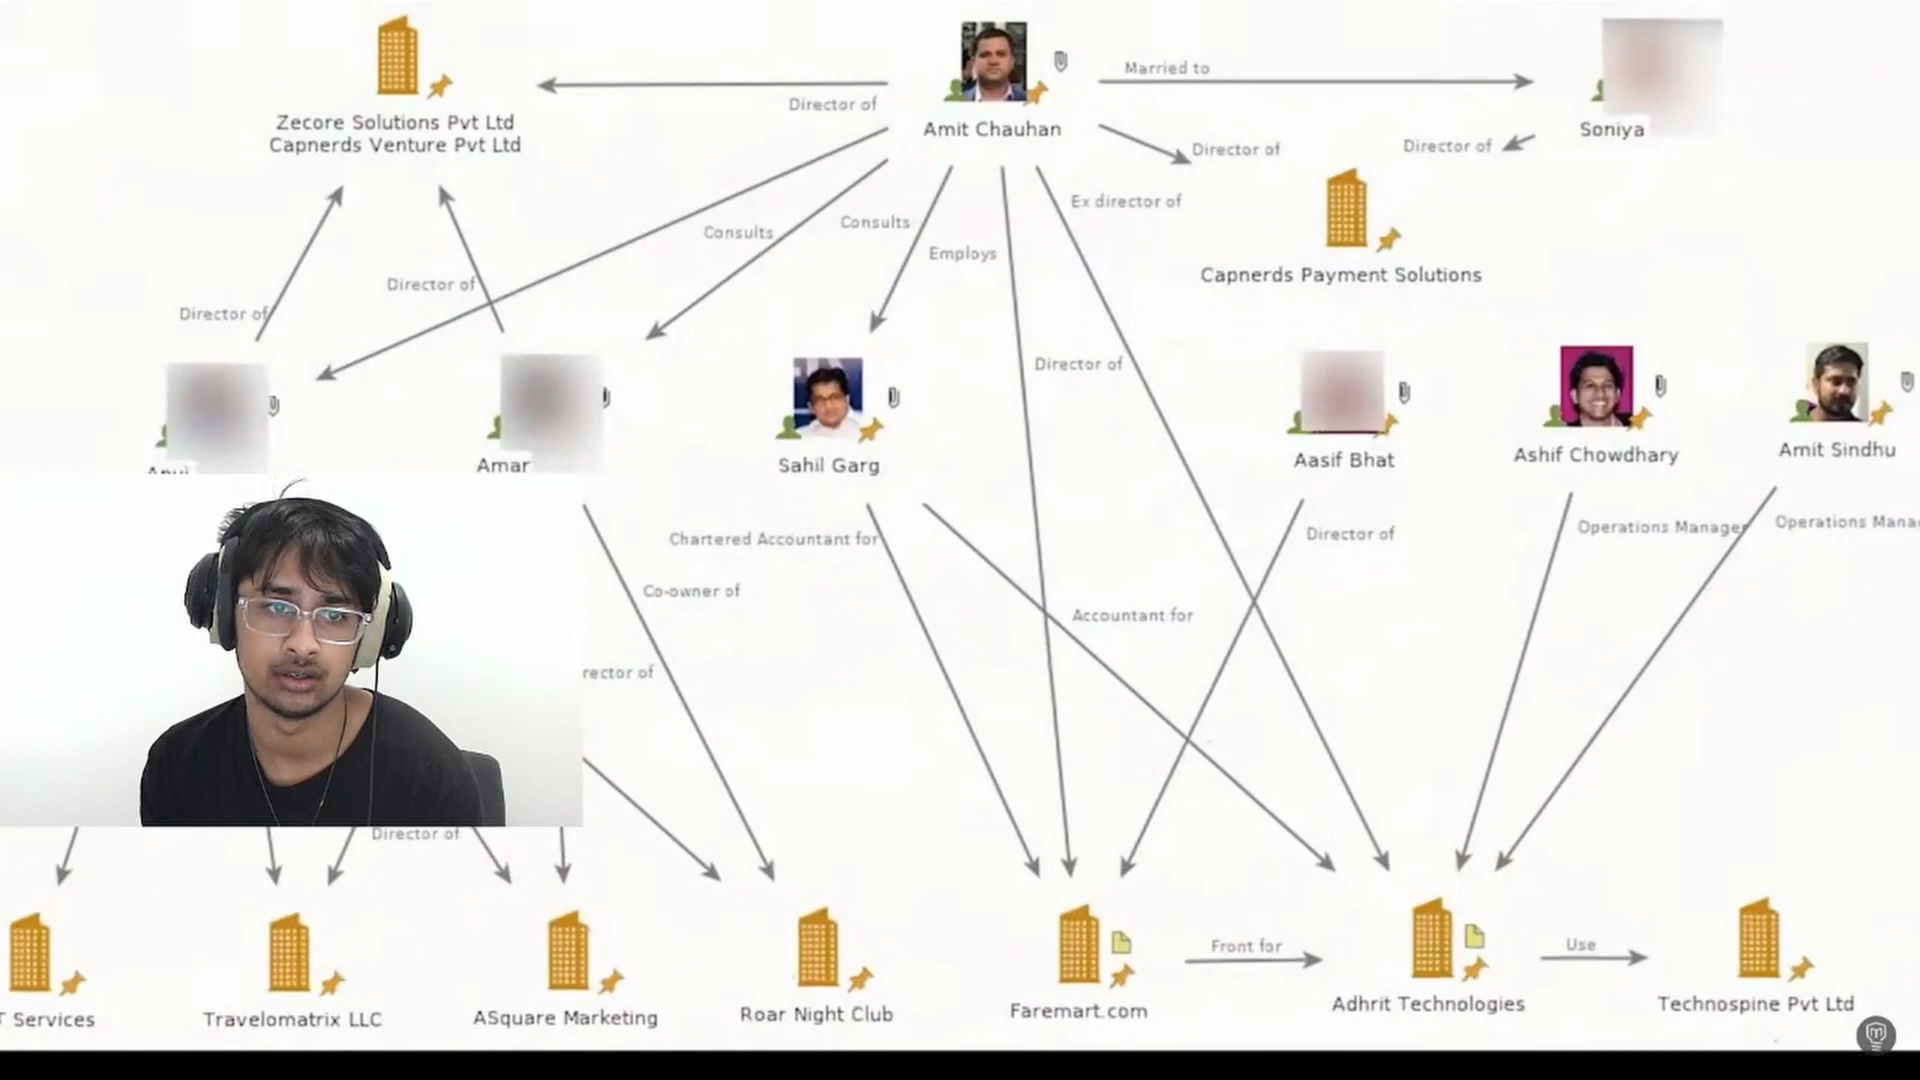 Married to
Director of
Zecore Solutions Pvt Ltd
Capnerds Venture Pvt Ltd
Amit Chauhan
Soniya
Director of
Director of
Ex director of
Consults
Consults
Employs
Capnerds Payment Solutions
Director of
Director of
Director of
Amar
Sahil Garg
Aasif Bhat
Ashif Chowdhary
Amit Sindhu
Chartered Accountant for
Director of
Operations Manager
Operations Mana
Co-owner of
Accountant for
rector of
Director of
Front for
Use
T Services
Travelomatrix LLC
ASquare Marketing
Roar Night Club
Faremart.com
Adhrit Technologies
Technospine Pvt Ltd